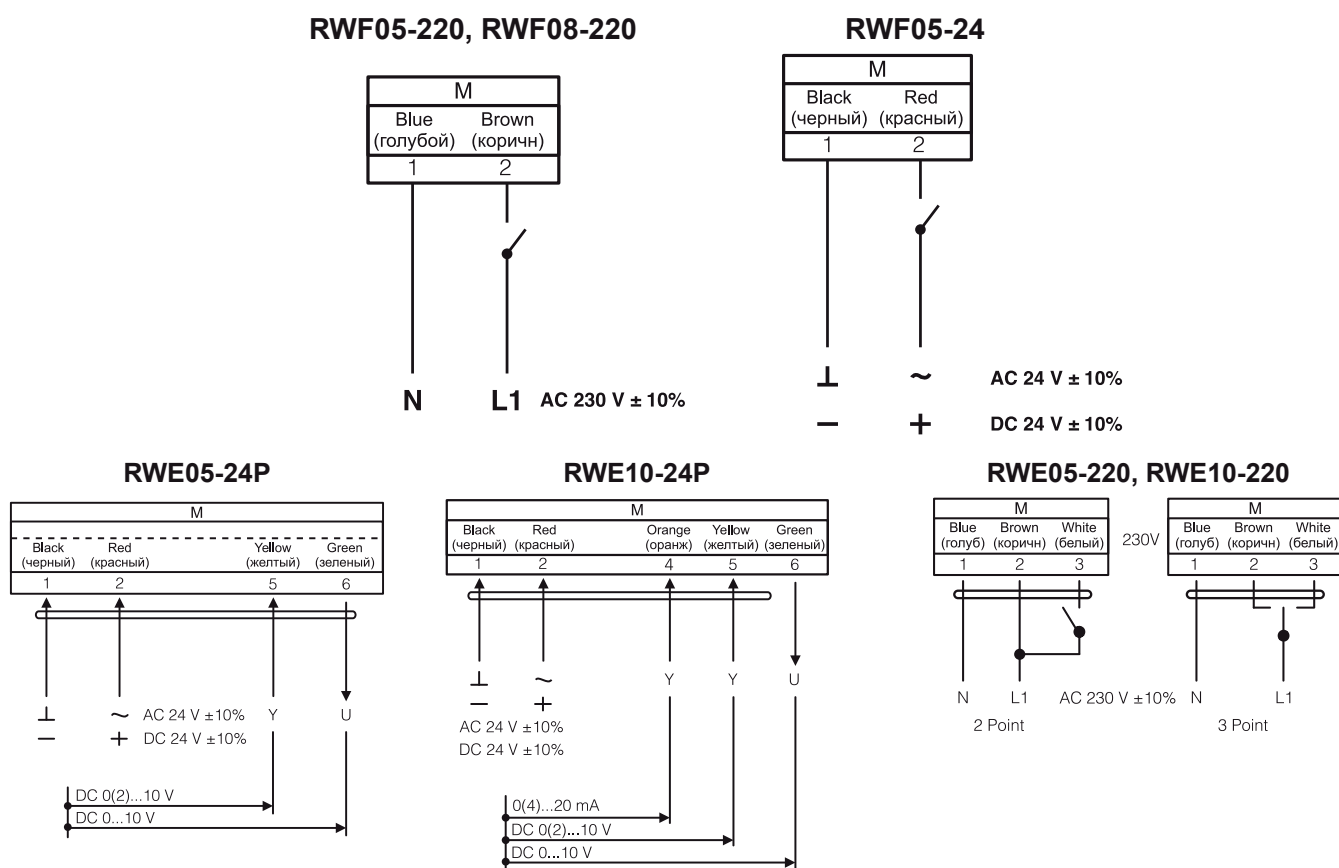 RWF05-220, RWF08-220
M
Blue Brown
(голубой) (коричн)
1 2
N L1 AC 230 V ± 10%
RWF05-24
M
Black Red
(черный) (красный)
1 2
⊥ ~ AC 24 V ± 10%
− + DC 24 V ± 10%
RWE05-24P
M
Black Red Yellow Green
(черный) (красный) (желтый) (зеленый)
1 2 5 6
⊥ ~ AC 24 V ±10% Y U
− + DC 24 V ±10%
DC 0(2)...10 V
DC 0...10 V
RWE10-24P
M
Black Red Orange Yellow Green
(черный) (красный) (оранж) (желтый) (зеленый)
1 2 4 5 6
⊥ ~ Y Y U
− +
AC 24 V ±10%
DC 24 V ±10%
0(4)...20 mA
DC 0(2)...10 V
DC 0...10 V
RWE05-220, RWE10-220
M
Blue Brown White
(голуб) (коричн) (белый)
1 2 3
N L1
2 Point
230V
AC 230 V ±10%
M
Blue Brown White
(голуб) (коричн) (белый)
1 2 3
N L1
3 Point